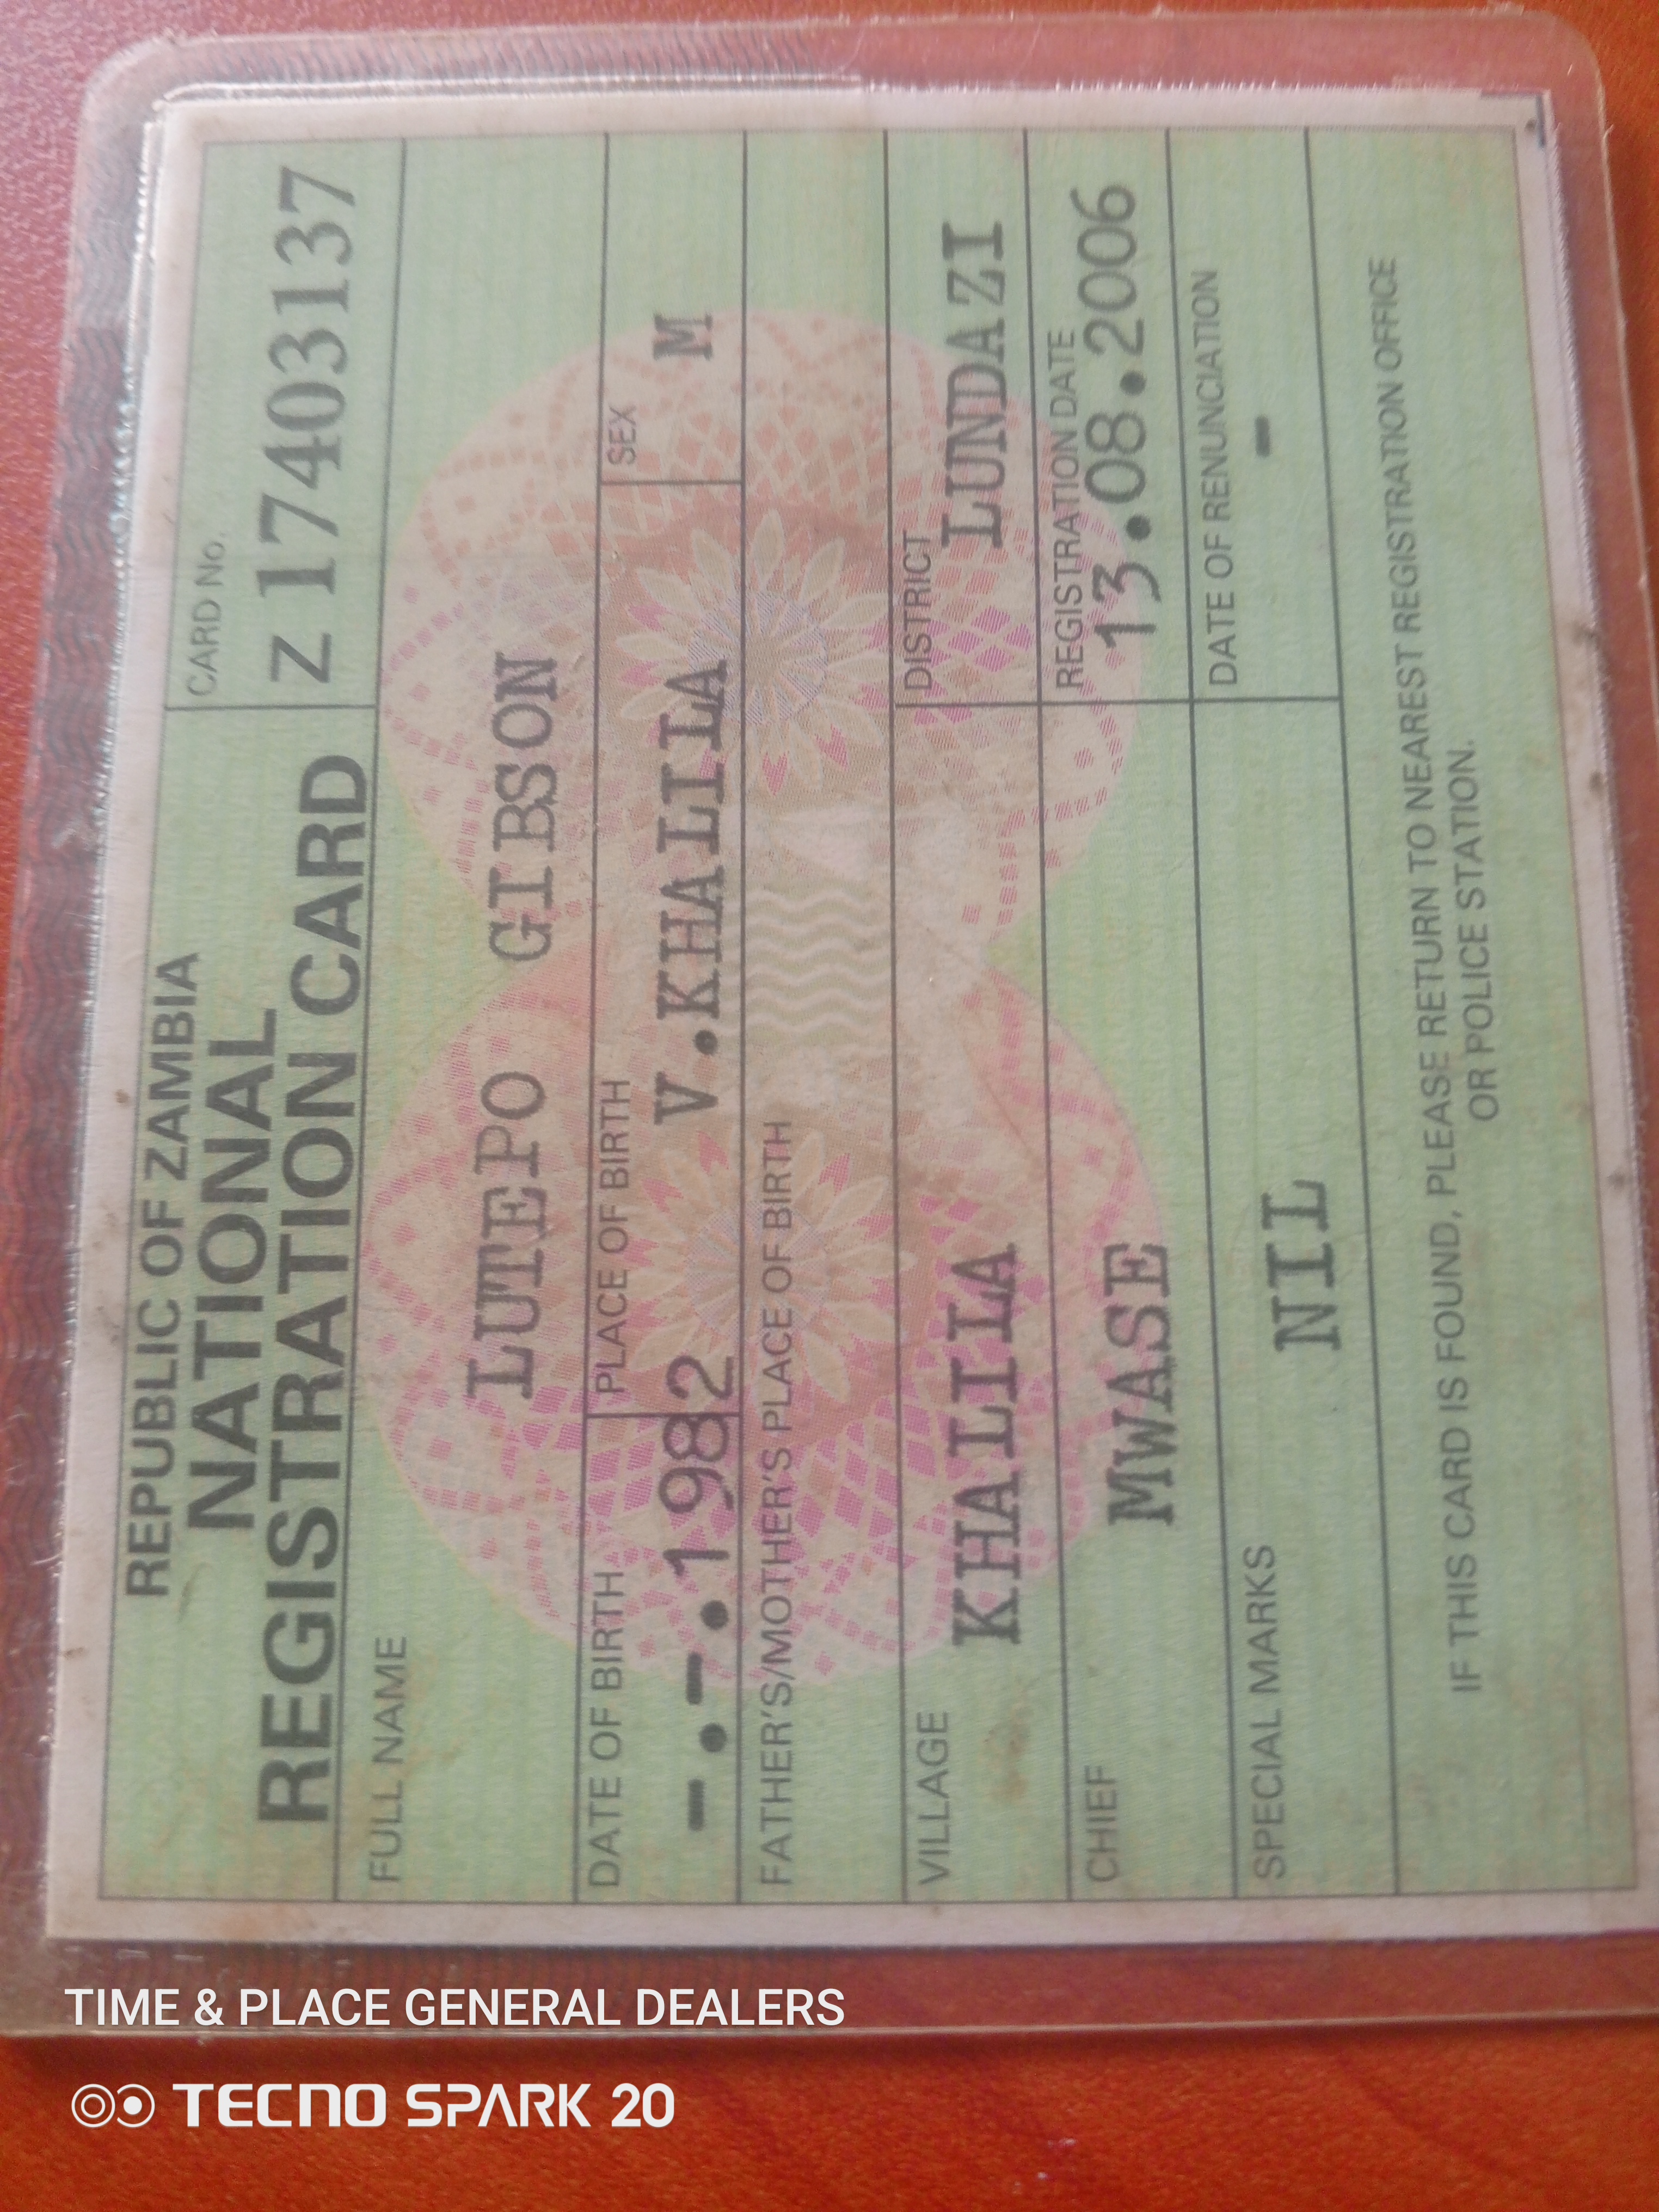 REPUBLIC OF ZAMBIA
NATIONAL
REGISTRATION CARD
CARD No.
Z 17403137
FULL NAME
LUTEPO GIBSON
DATE OF BIRTH
-.-.1982
PLACE OF BIRTH
V.KHALILA
SEX
M
FATHER'S/MOTHER'S PLACE OF BIRTH
VILLAGE
KHALILA
DISTRICT
LUNDAZI
CHIEF
MWASE
REGISTRATION DATE
13.08.2006
SPECIAL MARKS
NIL
DATE OF RENUNCIATION
-
IF THIS CARD IS FOUND, PLEASE RETURN TO NEAREST REGISTRATION OFFICE
OR POLICE STATION.
TIME & PLACE GENERAL DEALERS
TECNO SPARK 20